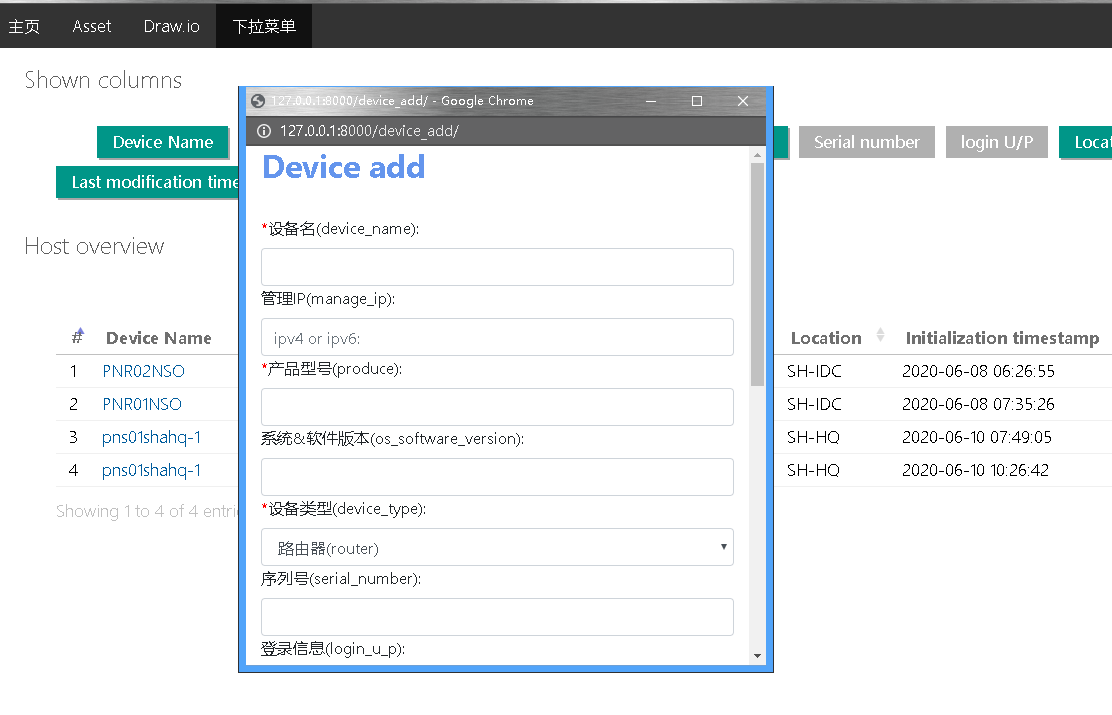 主页 Asset Draw.io 下拉菜单
Shown columns
127.0.0.1:8000/device_add/ - Google Chrome
127.0.0.1:8000/device_add/
Device Name Serial number login U/P Locat
Last modification time
Device add
*设备名(device_name):
Host overview
管理IP(manage_ip):
ipv4 or ipv6:
# Device Name Location Initialization timestamp
*产品型号(produce):
1 PNR02NSO SH-IDC 2020-06-08 06:26:55
2 PNR01NSO SH-IDC 2020-06-08 07:35:26
3 pns01shahq-1 SH-HQ 2020-06-10 07:49:05
系统&软件版本(os_software_version):
4 pns01shahq-1 SH-HQ 2020-06-10 10:26:42
Showing 1 to 4 of 4 entri
*设备类型(device_type):
路由器(router)
序列号(serial_number):
登录信息(login_u_p):